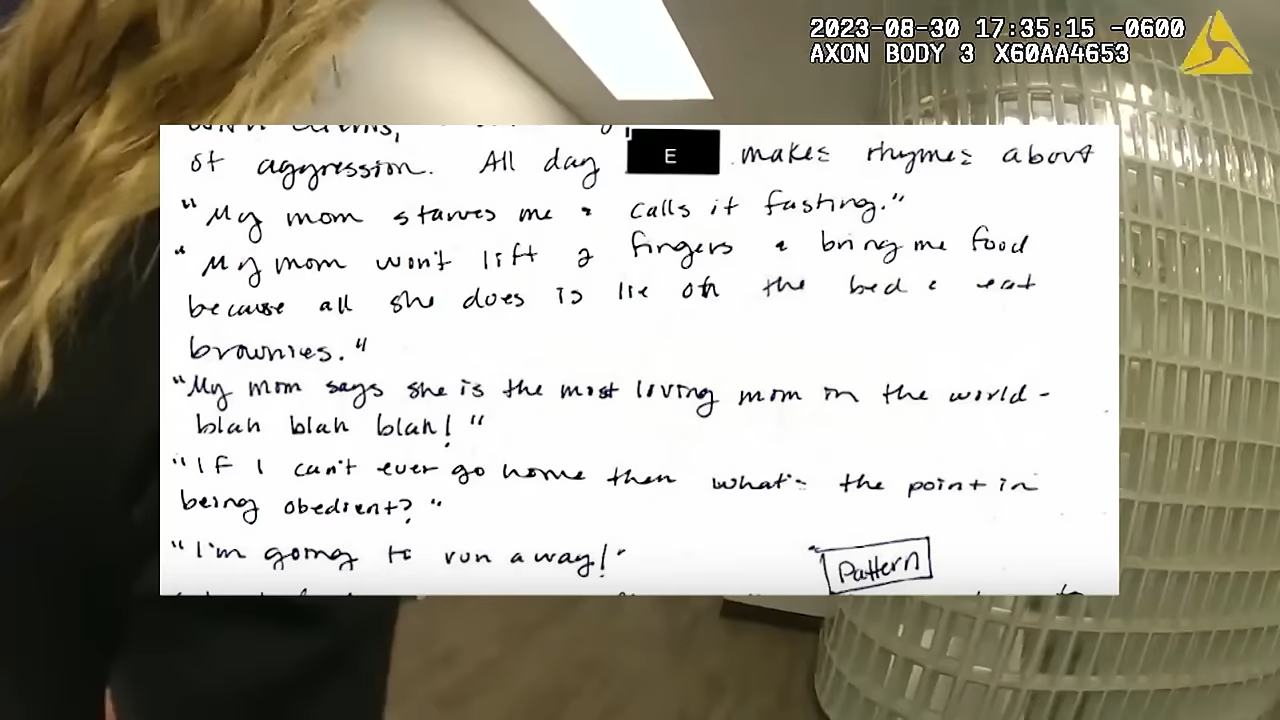 2023-08-30 17:35:15 -0600
AXON BODY 3 X60AA4653
of aggression. All day E makes rhymes about
"My mom starves me & calls it fasting."
"My mom won't lift 2 fingers & bring me food
because all she does is lie on the bed & eat
brownies."
"My mom says she is the most loving mom in the world -
blah blah blah!"
"If I can't ever go home then what's the point in
being obedient?"
"I'm going to run away!"
Pattern